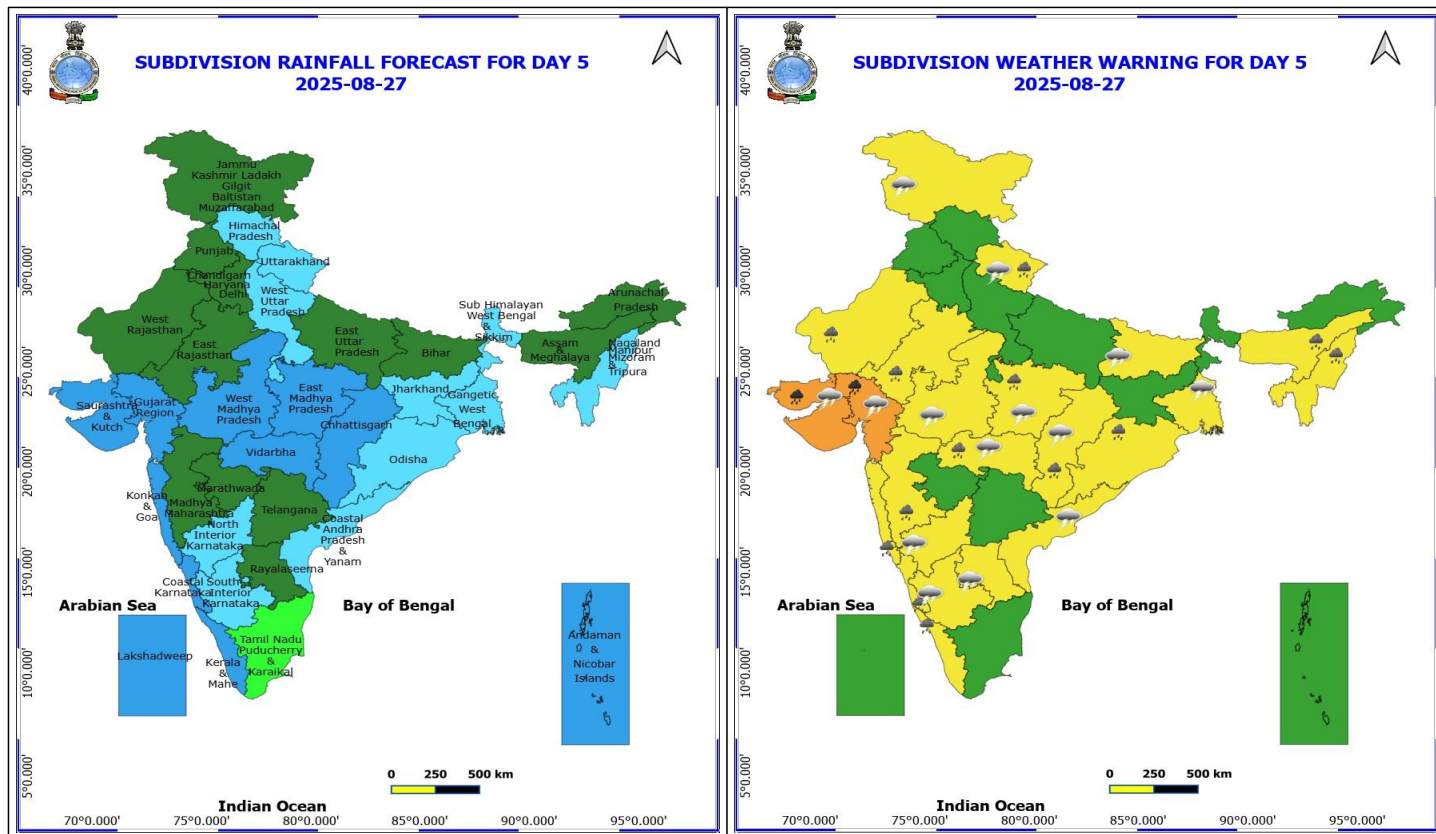 SUBDIVISION RAINFALL FORECAST FOR DAY 5
2025-08-27
40°0.000'
35°0.000'
30°0.000'
25°0.000'
20°0.000'
15°0.000'
10°0.000'
5°0.000'
Jammu
Kashmir Ladakh
Gilgit
Baltistan
Muzaffarabad
Himachal
Pradesh
Punjab
Uttarakhand
Chandigarh
Haryana
Delhi
West
Uttar
Pradesh
West
Rajasthan
East
Rajasthan
East
Uttar
Pradesh
Bihar
Sub Himalayan
West Bengal
&
Sikkim
Arunachal
Pradesh
Assam
&
Meghalaya
Nagaland
Manipur
Mizoram
&
Tripura
Saurashtra
&
Kutch
Gujarat
Region
West
Madhya
Pradesh
East
Madhya
Pradesh
Jharkhand
Gangetic
West
Bengal
Chhattisgarh
Vidarbha
Odisha
Konkan
&
Goa
Madhya
Maharashtra
Marathwada
Telangana
North
Interior
Karnataka
Coastal
Andhra
Pradesh
&
Yanam
Rayalaseema
Coastal
Karnataka
South
Interior
Karnataka
Tamil Nadu
Puducherry
&
Karaikal
Kerala
&
Mahe
Lakshadweep
Andaman
&
Nicobar
Islands
Arabian Sea
Bay of Bengal
Indian Ocean
0 250 500 km
70°0.000' 75°0.000' 80°0.000' 85°0.000' 90°0.000' 95°0.000'
SUBDIVISION WEATHER WARNING FOR DAY 5
2025-08-27
40°0.000'
35°0.000'
30°0.000'
25°0.000'
20°0.000'
15°0.000'
10°0.000'
5°0.000'
Arabian Sea
Bay of Bengal
Indian Ocean
0 250 500 km
70°0.000' 75°0.000' 80°0.000' 85°0.000' 90°0.000' 95°0.000'